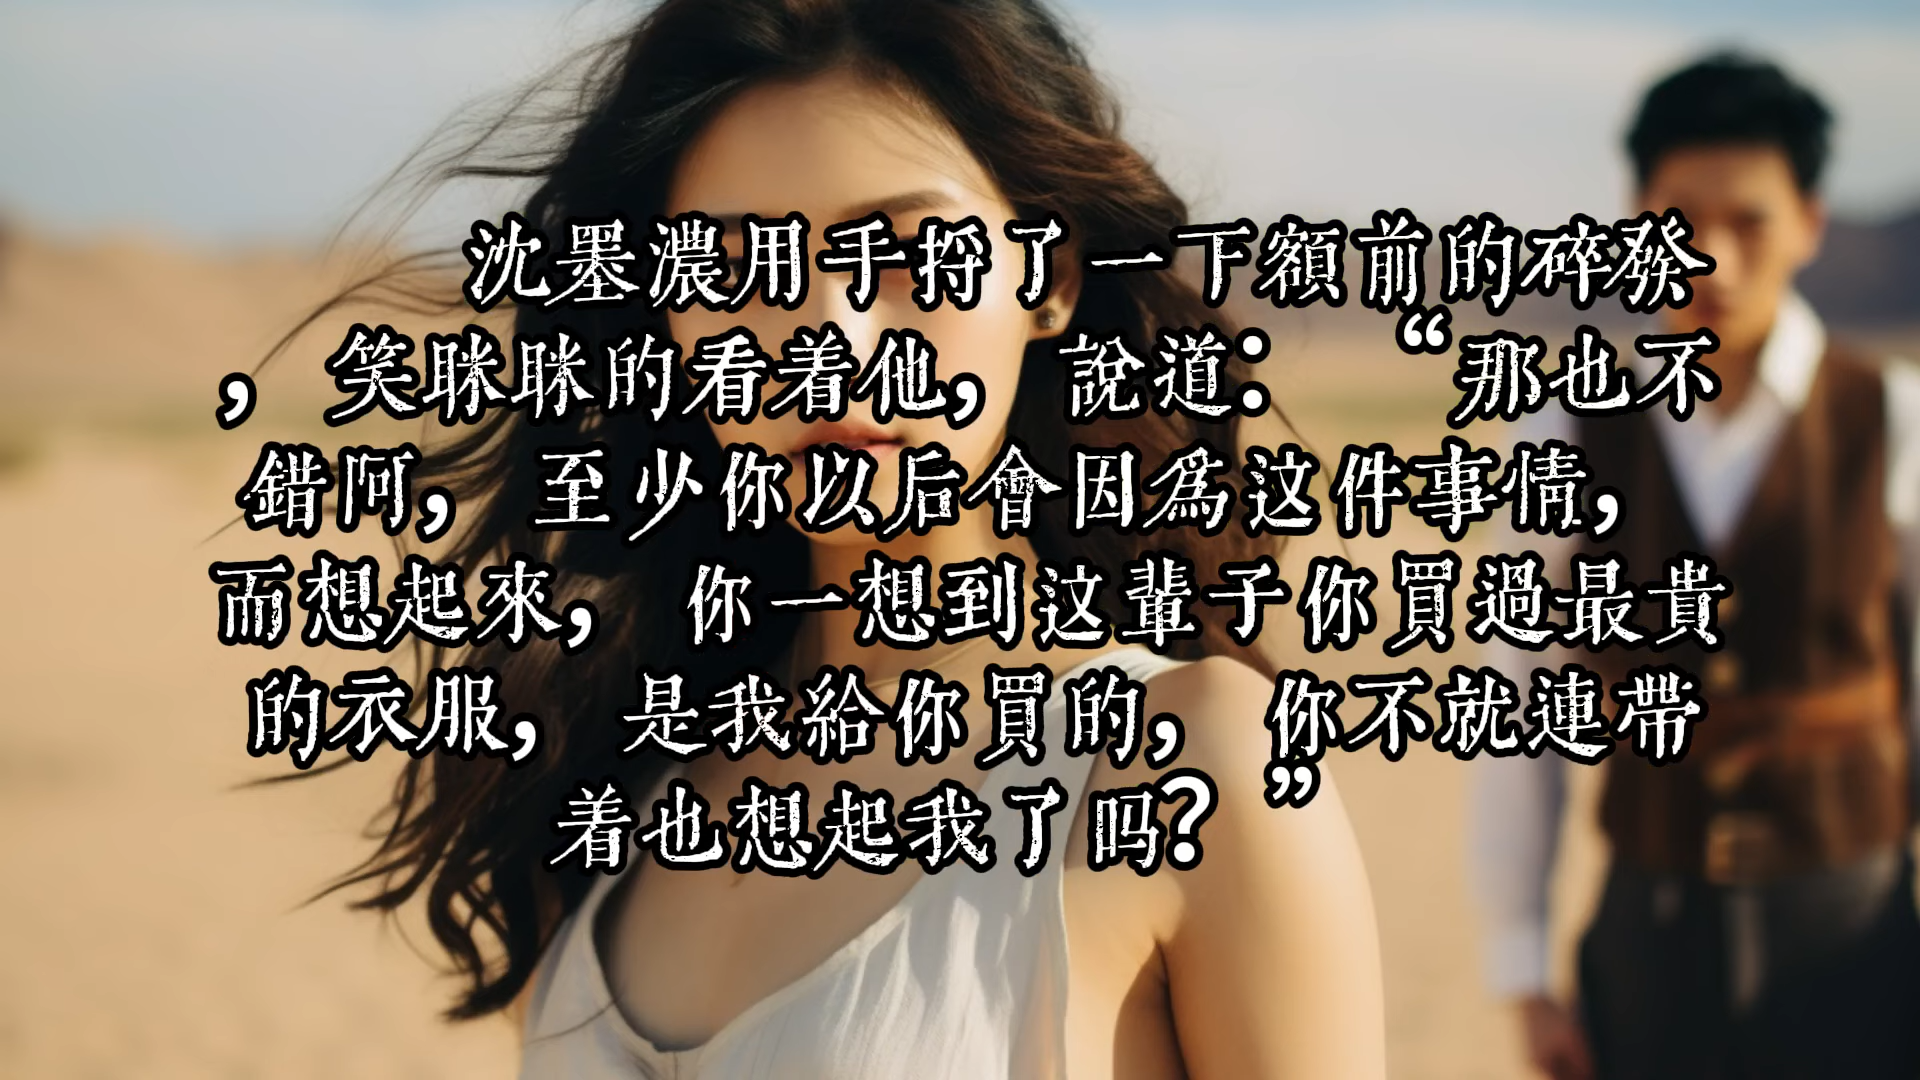 沈墨濃用手捋了一下額前的碎發
，笑眯眯的看着他，說道：“那也不
錯阿，至少你以后會因為这件事情，
而想起來，你一想到这輩子你買過最貴
的衣服，是我給你買的，你不就連帶
着也想起我了吗？”